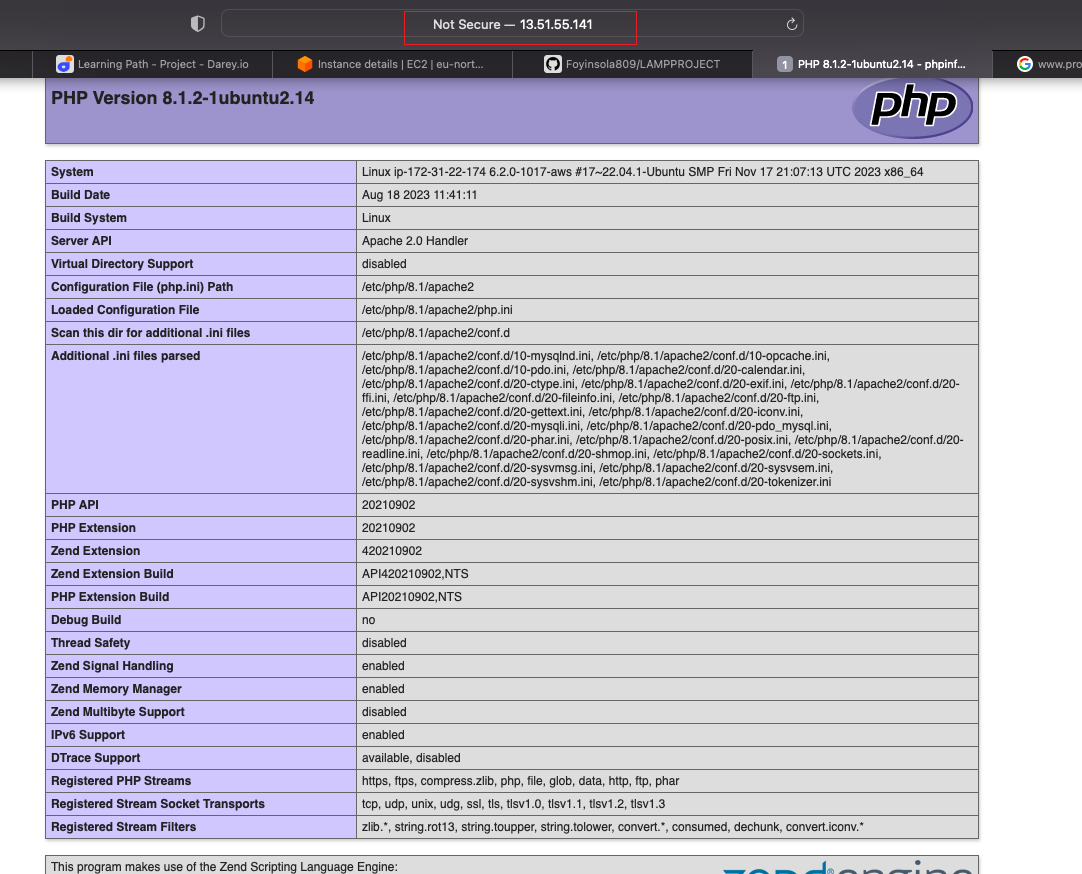 Not Secure — 13.51.55.141
Learning Path - Project - Darey.io
Instance details | EC2 | eu-nort...
Foyinsola809/LAMPPROJECT
1 PHP 8.1.2-1ubuntu2.14 - phpinf...
G www.pro
PHP Version 8.1.2-1ubuntu2.14
php
System Linux ip-172-31-22-174 6.2.0-1017-aws #17~22.04.1-Ubuntu SMP Fri Nov 17 21:07:13 UTC 2023 x86_64
Build Date Aug 18 2023 11:41:11
Build System Linux
Server API Apache 2.0 Handler
Virtual Directory Support disabled
Configuration File (php.ini) Path /etc/php/8.1/apache2
Loaded Configuration File /etc/php/8.1/apache2/php.ini
Scan this dir for additional .ini files /etc/php/8.1/apache2/conf.d
Additional .ini files parsed /etc/php/8.1/apache2/conf.d/10-mysqlnd.ini, /etc/php/8.1/apache2/conf.d/10-opcache.ini,
/etc/php/8.1/apache2/conf.d/10-pdo.ini, /etc/php/8.1/apache2/conf.d/20-calendar.ini,
/etc/php/8.1/apache2/conf.d/20-ctype.ini, /etc/php/8.1/apache2/conf.d/20-exif.ini, /etc/php/8.1/apache2/conf.d/20-
ffi.ini, /etc/php/8.1/apache2/conf.d/20-fileinfo.ini, /etc/php/8.1/apache2/conf.d/20-ftp.ini,
/etc/php/8.1/apache2/conf.d/20-gettext.ini, /etc/php/8.1/apache2/conf.d/20-iconv.ini,
/etc/php/8.1/apache2/conf.d/20-mysqli.ini, /etc/php/8.1/apache2/conf.d/20-pdo_mysql.ini,
/etc/php/8.1/apache2/conf.d/20-phar.ini, /etc/php/8.1/apache2/conf.d/20-posix.ini, /etc/php/8.1/apache2/conf.d/20-
readline.ini, /etc/php/8.1/apache2/conf.d/20-shmop.ini, /etc/php/8.1/apache2/conf.d/20-sockets.ini,
/etc/php/8.1/apache2/conf.d/20-sysvmsg.ini, /etc/php/8.1/apache2/conf.d/20-sysvsem.ini,
/etc/php/8.1/apache2/conf.d/20-sysvshm.ini, /etc/php/8.1/apache2/conf.d/20-tokenizer.ini
PHP API 20210902
PHP Extension 20210902
Zend Extension 420210902
Zend Extension Build API420210902,NTS
PHP Extension Build API20210902,NTS
Debug Build no
Thread Safety disabled
Zend Signal Handling enabled
Zend Memory Manager enabled
Zend Multibyte Support disabled
IPv6 Support enabled
DTrace Support available, disabled
Registered PHP Streams https, ftps, compress.zlib, php, file, glob, data, http, ftp, phar
Registered Stream Socket Transports tcp, udp, unix, udg, ssl, tls, tlsv1.0, tlsv1.1, tlsv1.2, tlsv1.3
Registered Stream Filters zlib.*, string.rot13, string.toupper, string.tolower, convert.*, consumed, dechunk, convert.iconv.*
This program makes use of the Zend Scripting Language Engine:
zend® engine